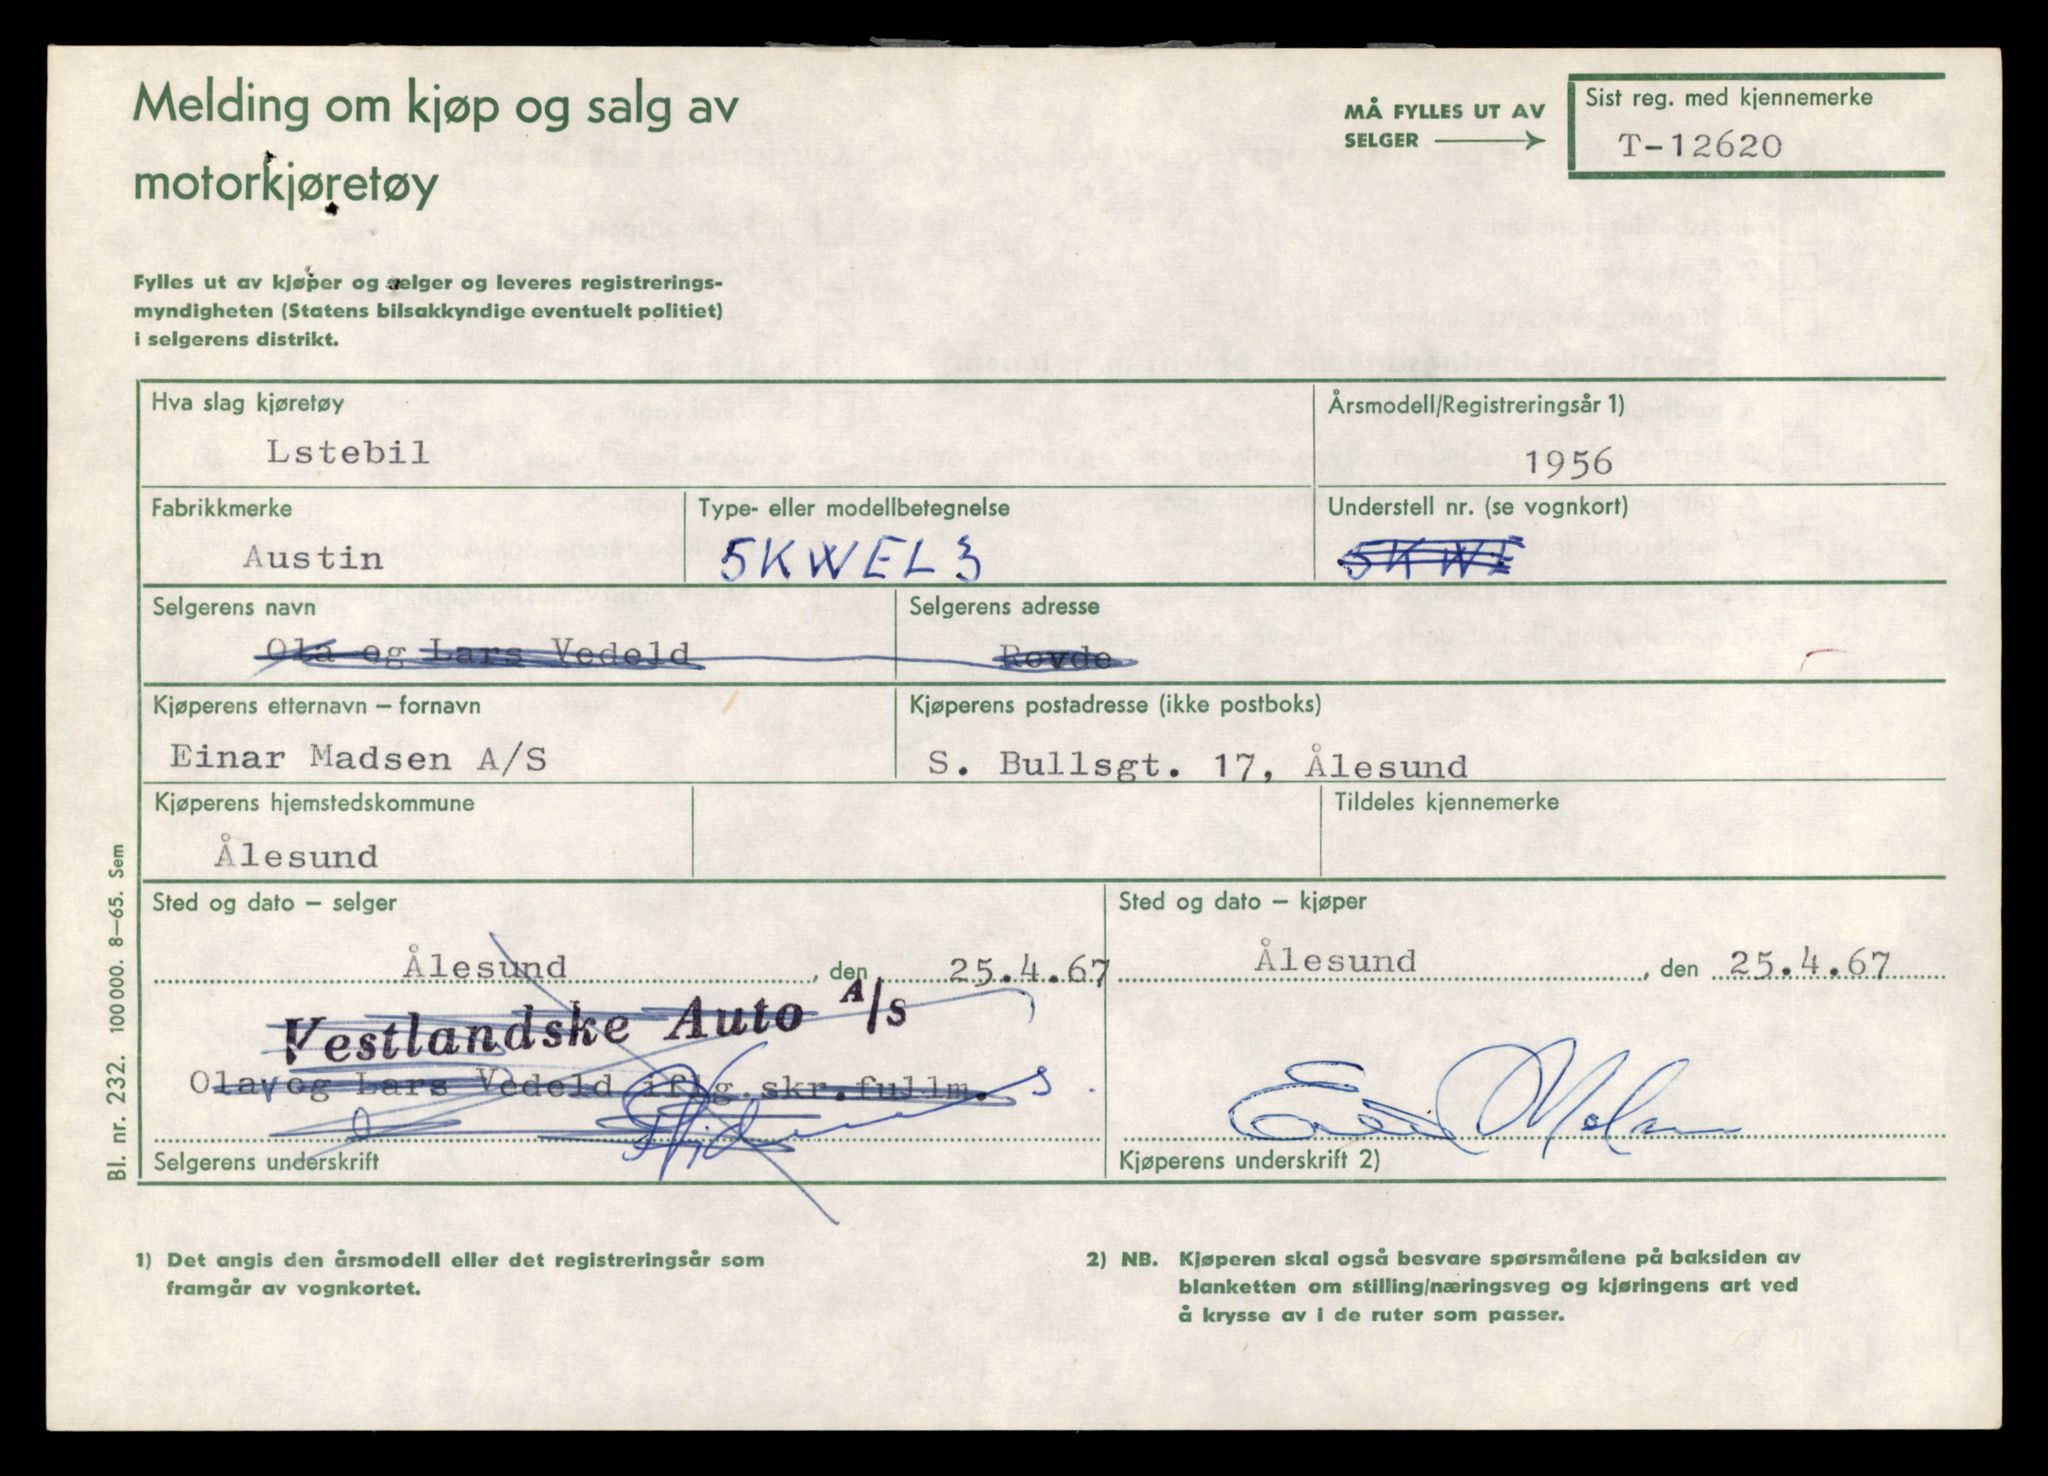 Melding om kjøp og salg av
motorkjøretøy
MÅ FYLLES UT AV
SELGER
Sist reg. med kjennemerke
T-12620
Fylles ut av kjøper og selger og leveres registrerings-
myndigheten (Statens bilsakkyndige eventuelt politiet)
i selgerens distrikt.
Hva slag kjøretøy
Lstebil
Årsmodell/Registreringsår 1)
1956
Fabrikkmerke
Austin
Type- eller modellbetegnelse
5KWEL3
Understell nr. (se vognkort)
5KWE
Selgerens navn
Ola og Lars Vedeld
Selgerens adresse
Rovde
Kjøperens etternavn – fornavn
Einar Madsen A/S
Kjøperens postadresse (ikke postboks)
S. Bullsgt. 17, Ålesund
Kjøperens hjemstedskommune
Ålesund
Tildeles kjennemerke
Sted og dato – selger
Ålesund, den 25.4.67
Vestlandske Auto A/s
Olav og Lars Vedeld iflg. skr. fullm.
Selgerens underskrift
Sted og dato – kjøper
Ålesund, den 25.4.67
Kjøperens underskrift 2)
Bl. nr. 232. 100 000. 8–65. Sem
1) Det angis den årsmodell eller det registreringsår som
framgår av vognkortet.
2) NB. Kjøperen skal også besvare spørsmålene på baksiden av
blanketten om stilling/næringsveg og kjøringens art ved
å krysse av i de ruter som passer.